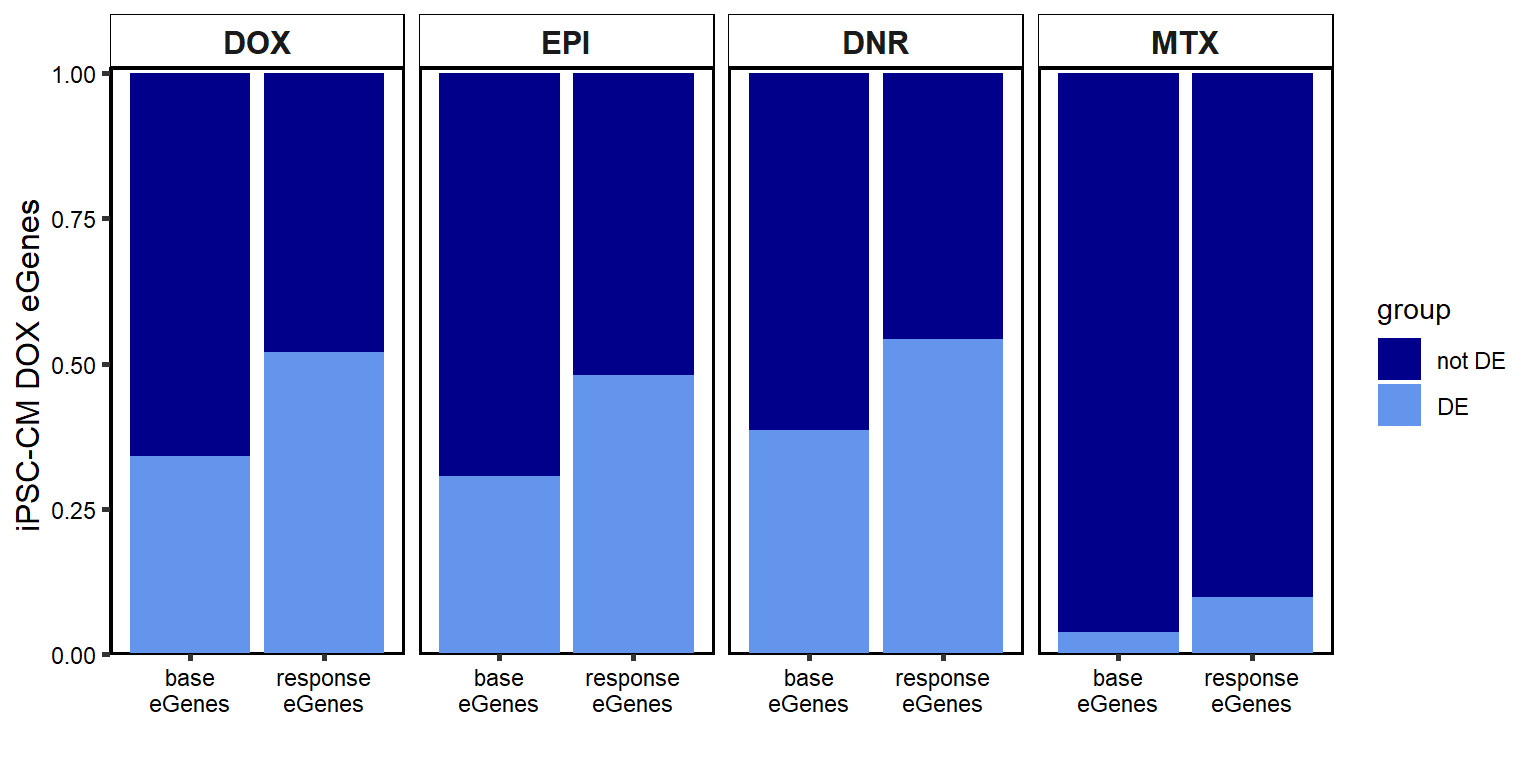 DOX
EPI
DNR
MTX
iPSC-CM DOX eGenes
1.00
0.75
0.50
0.25
0.00
base
eGenes
response
eGenes
base
eGenes
response
eGenes
base
eGenes
response
eGenes
base
eGenes
response
eGenes
group
not DE
DE